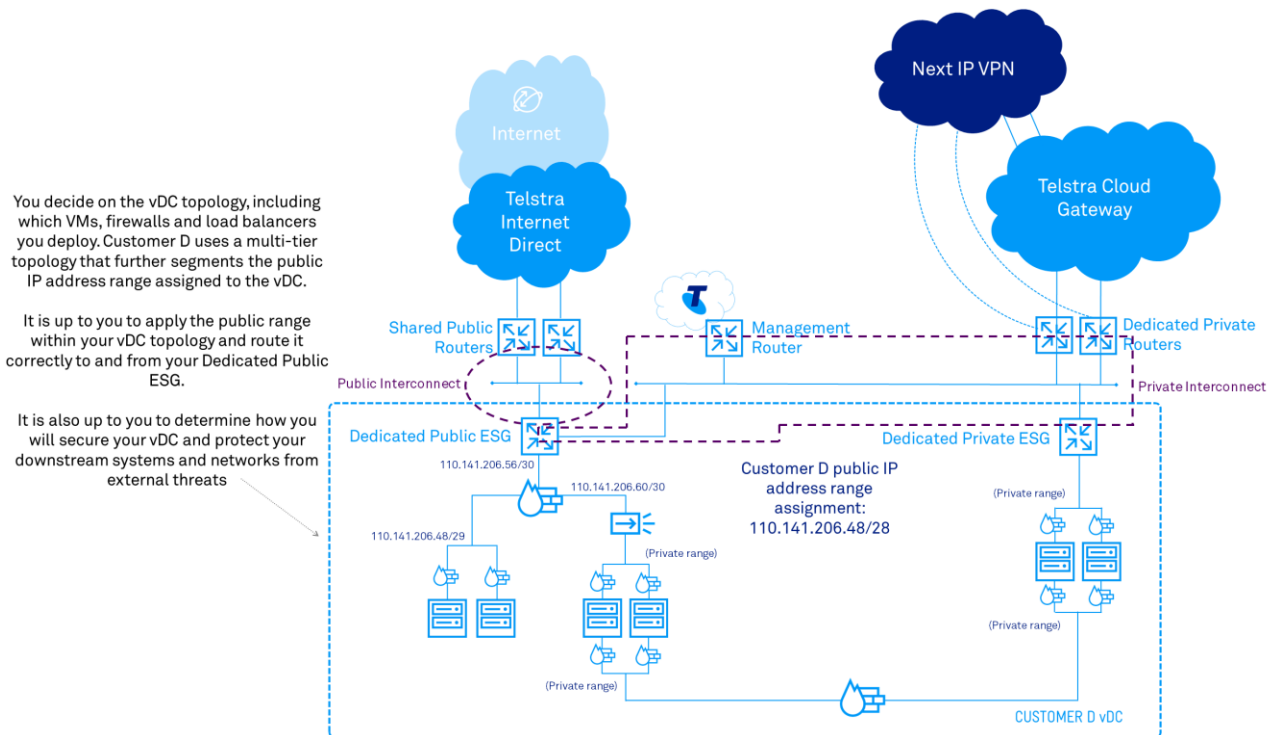 Next IP VPN
Internet
Telstra Cloud
Gateway
Telstra
Internet
Direct
You decide on the vDC topology, including
which VMs, firewalls and load balancers
you deploy. Customer D uses a multi-tier
topology that further segments the public
IP address range assigned to the vDC.
It is up to you to apply the public range
within your vDC topology and route it
correctly to and from your Dedicated Public
ESG.
It is also up to you to determine how you
will secure your vDC and protect your
downstream systems and networks from
external threats
T
Shared Public
Routers
Management
Router
Dedicated Private
Routers
Public Interconnect
Private Interconnect
Dedicated Public ESG
Dedicated Private ESG
110.141.206.56/30
110.141.206.60/30
110.141.206.48/29
Customer D public IP
address range
assignment:
110.141.206.48/28
(Private range)
(Private range)
(Private range)
(Private range)
CUSTOMER D vDC